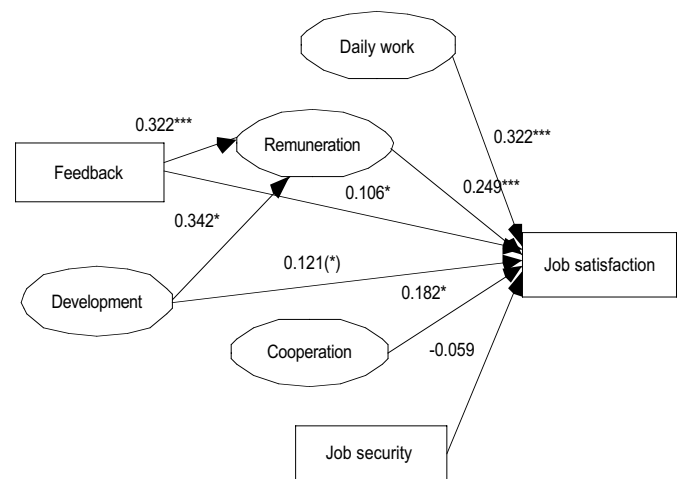 Daily work
0.322***
Remuneration
0.322***
Feedback
0.106*
0.249***
0.342*
Job satisfaction
0.121(*)
Development
0.182*
Cooperation
-0.059
Job security